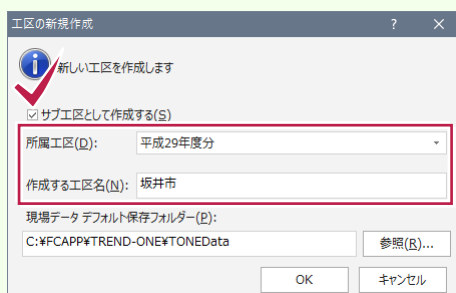 工区の新規作成 ? ×
新しい工区を作成します
サブ工区として作成する(S)
所属工区(D): 平成29年度分
作成する工区名(N): 坂井市
現場データ デフォルト保存フォルダー(P):
C:¥FCAPP¥TREND-ONE¥TONEData 参照(R)...
OK キャンセル